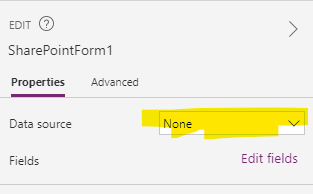 EDIT ?
SharePointForm1
Properties Advanced
Data source None
Fields Edit fields